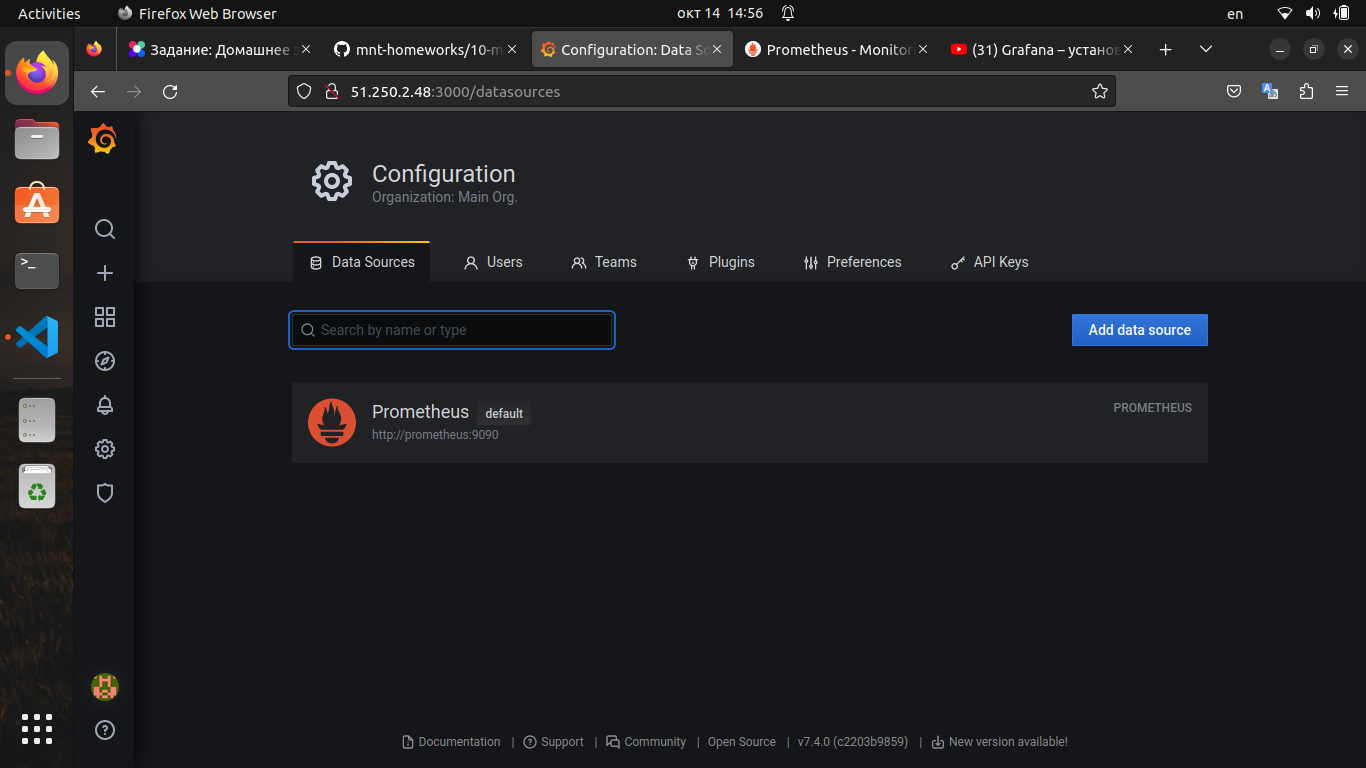 Activities
Firefox Web Browser
окт 14 14:56
en
Задание: Домашнее
mnt-homeworks/10-m
Configuration: Data So
Prometheus - Monitor
(31) Grafana – установ
51.250.2.48:3000/datasources
Configuration
Organization: Main Org.
Data Sources
Users
Teams
Plugins
Preferences
API Keys
Search by name or type
Add data source
Prometheus default
PROMETHEUS
http://prometheus:9090
Documentation | Support | Community | Open Source | v7.4.0 (c2203b9859) | New version available!